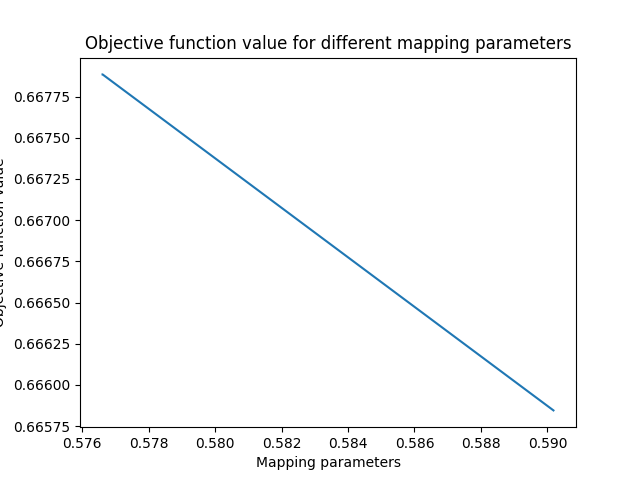 Objective function value for different mapping parameters
Objective function value
0.66775
0.66750
0.66725
0.66700
0.66675
0.66650
0.66625
0.66600
0.66575
0.576 0.578 0.580 0.582 0.584 0.586 0.588 0.590
Mapping parameters